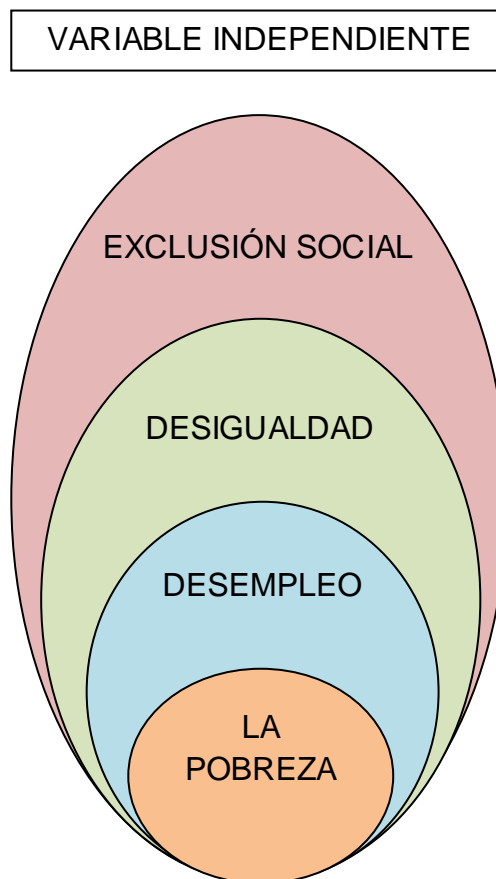 VARIABLE INDEPENDIENTE
EXCLUSIÓN SOCIAL
DESIGUALDAD
DESEMPLEO
LA
POBREZA